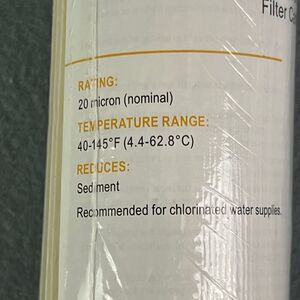 Filter
RATING:
20 micron (nominal)
TEMPERATURE RANGE:
40-145°F (4.4-62.8°C)
REDUCES:
Sediment
Recommended for chlorinated water supplies.